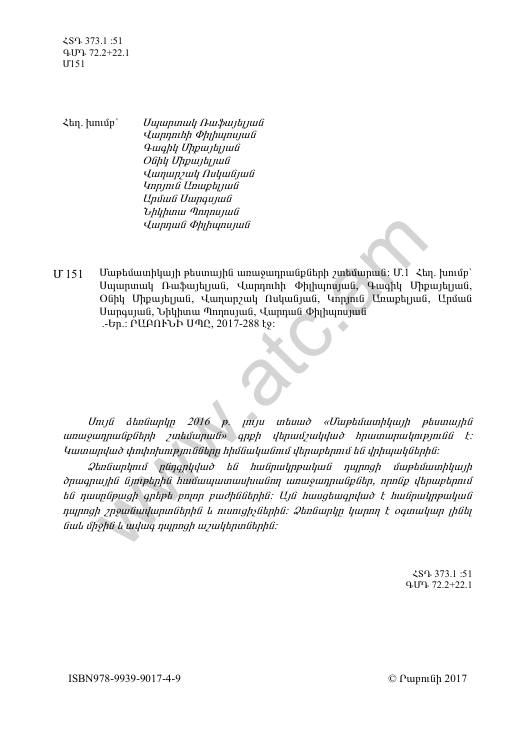 ՀՏԴ 373.1 :51
ԳՄԴ 72.2+22.1
Մ151
Հեղ. խումբ՝ Սպարտակ Ռաֆայելյան
Վարդուհի Փիլիպոսյան
Գագիկ Միքայելյան
Օնիկ Միքայելյան
Վաղարշակ Ոսկանյան
Կորյուն Առաքելյան
Արման Սարգսյան
Նիկիտա Պողոսյան
Վարդան Փիլիպոսյան
Մ 151 Մաթեմատիկայի թեստային առաջադրանքների շտեմարան: Մ.1 Հեղ. խումբ՝
Սպարտակ Ռաֆայելյան, Վարդուհի Փիլիպոսյան, Գագիկ Միքայելյան,
Օնիկ Միքայելյան, Վաղարշակ Ոսկանյան, Կորյուն Առաքելյան, Արման
Սարգսյան, Նիկիտա Պողոսյան, Վարդան Փիլիպոսյան
.-Եր.: ՐԱԲՈՒՆԻ ՍՊԸ, 2017-288 էջ:
Սույն ձեռնարկը 2016 թ. լույս տեսած «Մաթեմատիկայի թեստային
առաջադրանքների շտեմարան» գրքի վերամշակված հրատարակությունն է:
Կատարված փոփոխությունները հիմնականում վերաբերում են վրիպակներին:
Ձեռնարկում ընդգրկված են հանրակրթական դպրոցի մաթեմատիկայի
ծրագրային նյութերին համապատասխանող առաջադրանքներ, որոնք վերաբերում
են դասընթացի գրեթե բոլոր բաժիններին: Այն հասցեագրված է հանրակրթական
դպրոցի շրջանավարտներին և ուսուցիչներին: Ձեռնարկը կարող է օգտակար լինել
նաև միջին և ավագ դպրոցի աշակերտներին:
ՀՏԴ 373.1 :51
ԳՄԴ 72.2+22.1
ISBN978-9939-9017-4-9 © Րաբունի 2017
www.atc.am